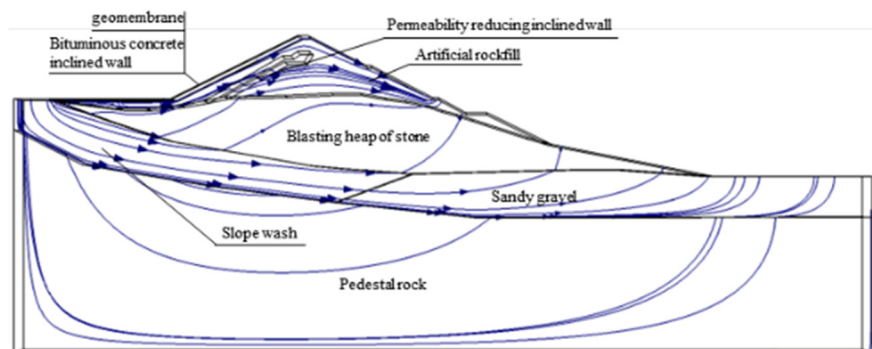 geomembrane
Permeability reducing inclined wall
Bituminous concrete
inclined wall
Artificial rockfill
Blasting heap of stone
Sandy grayel
Slope wash
Pedestal rock